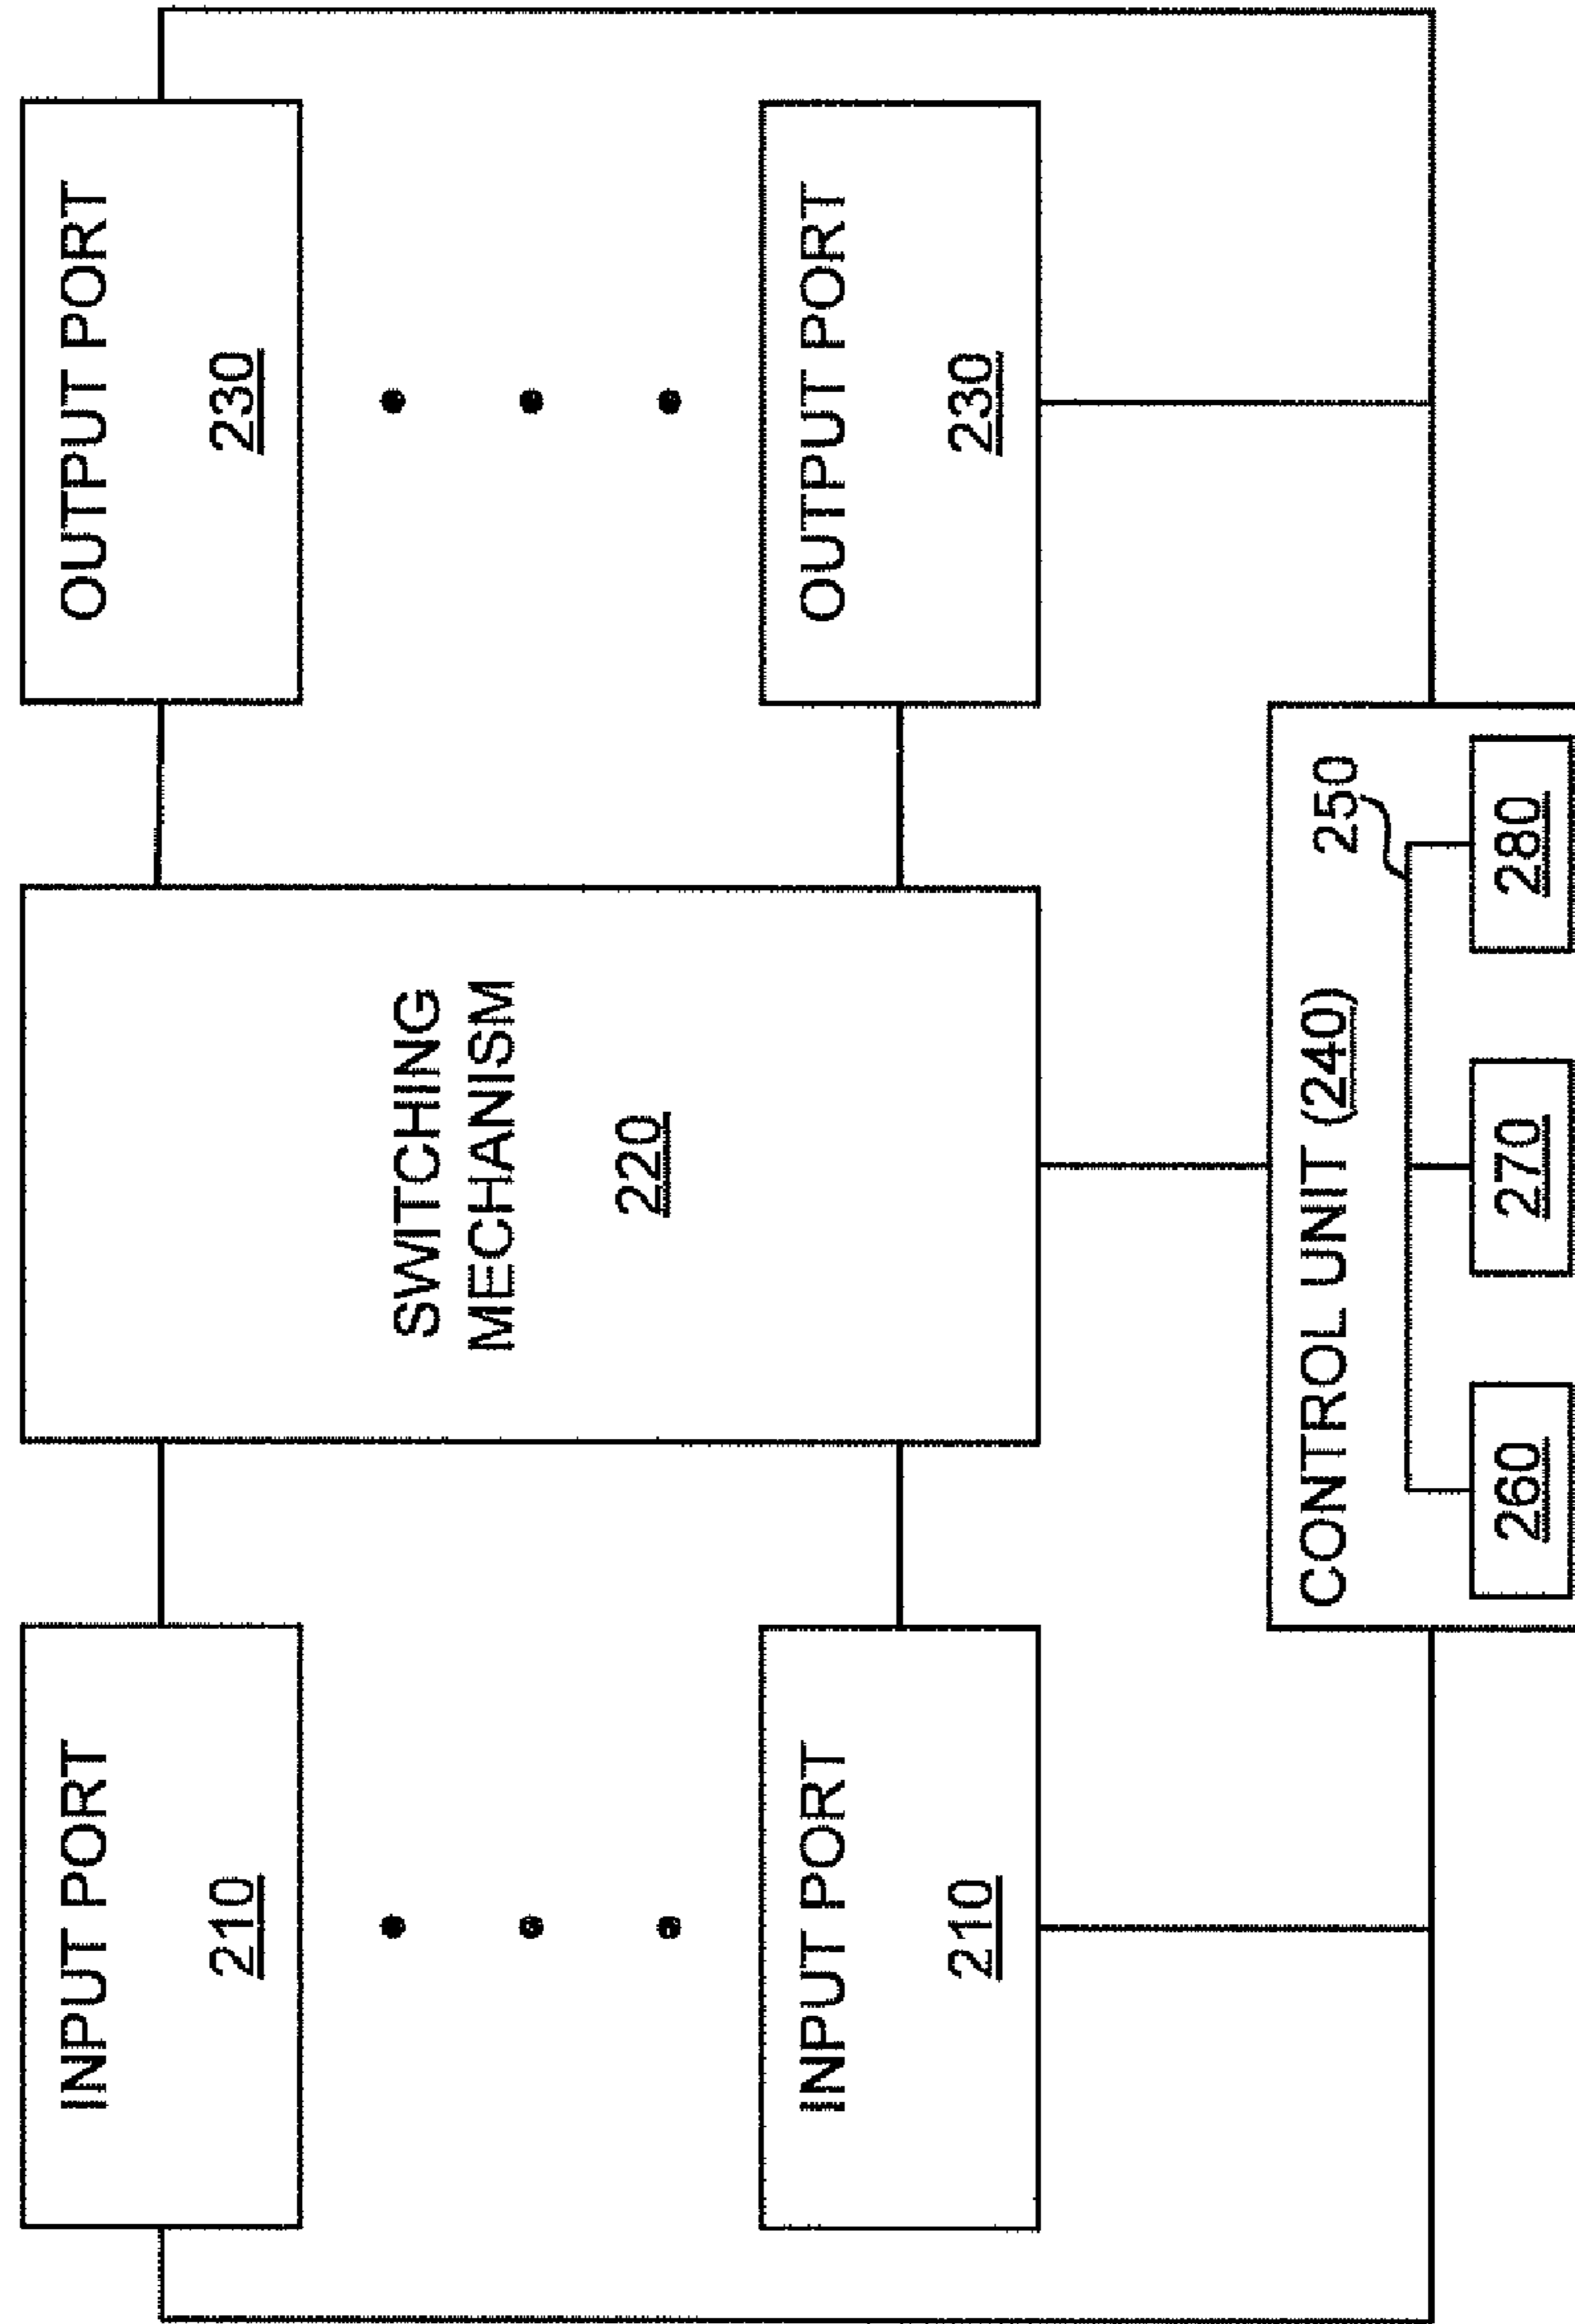 INPUT PORT
210
INPUT PORT
210
SWITCHING
MECHANISM
220
OUTPUT PORT
230
OUTPUT PORT
230
CONTROL UNIT (240)
250
260
270
280